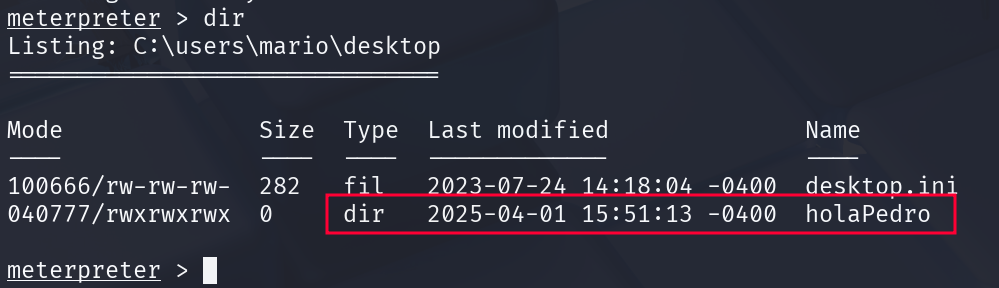 meterpreter > dir
Listing: C:\users\mario\desktop
===============================
Mode Size Type Last modified Name
---- ---- ---- ------------- ----
100666/rw-rw-rw- 282 fil 2023-07-24 14:18:04 -0400 desktop.ini
040777/rwxrwxrwx 0 dir 2025-04-01 15:51:13 -0400 holaPedro
meterpreter >